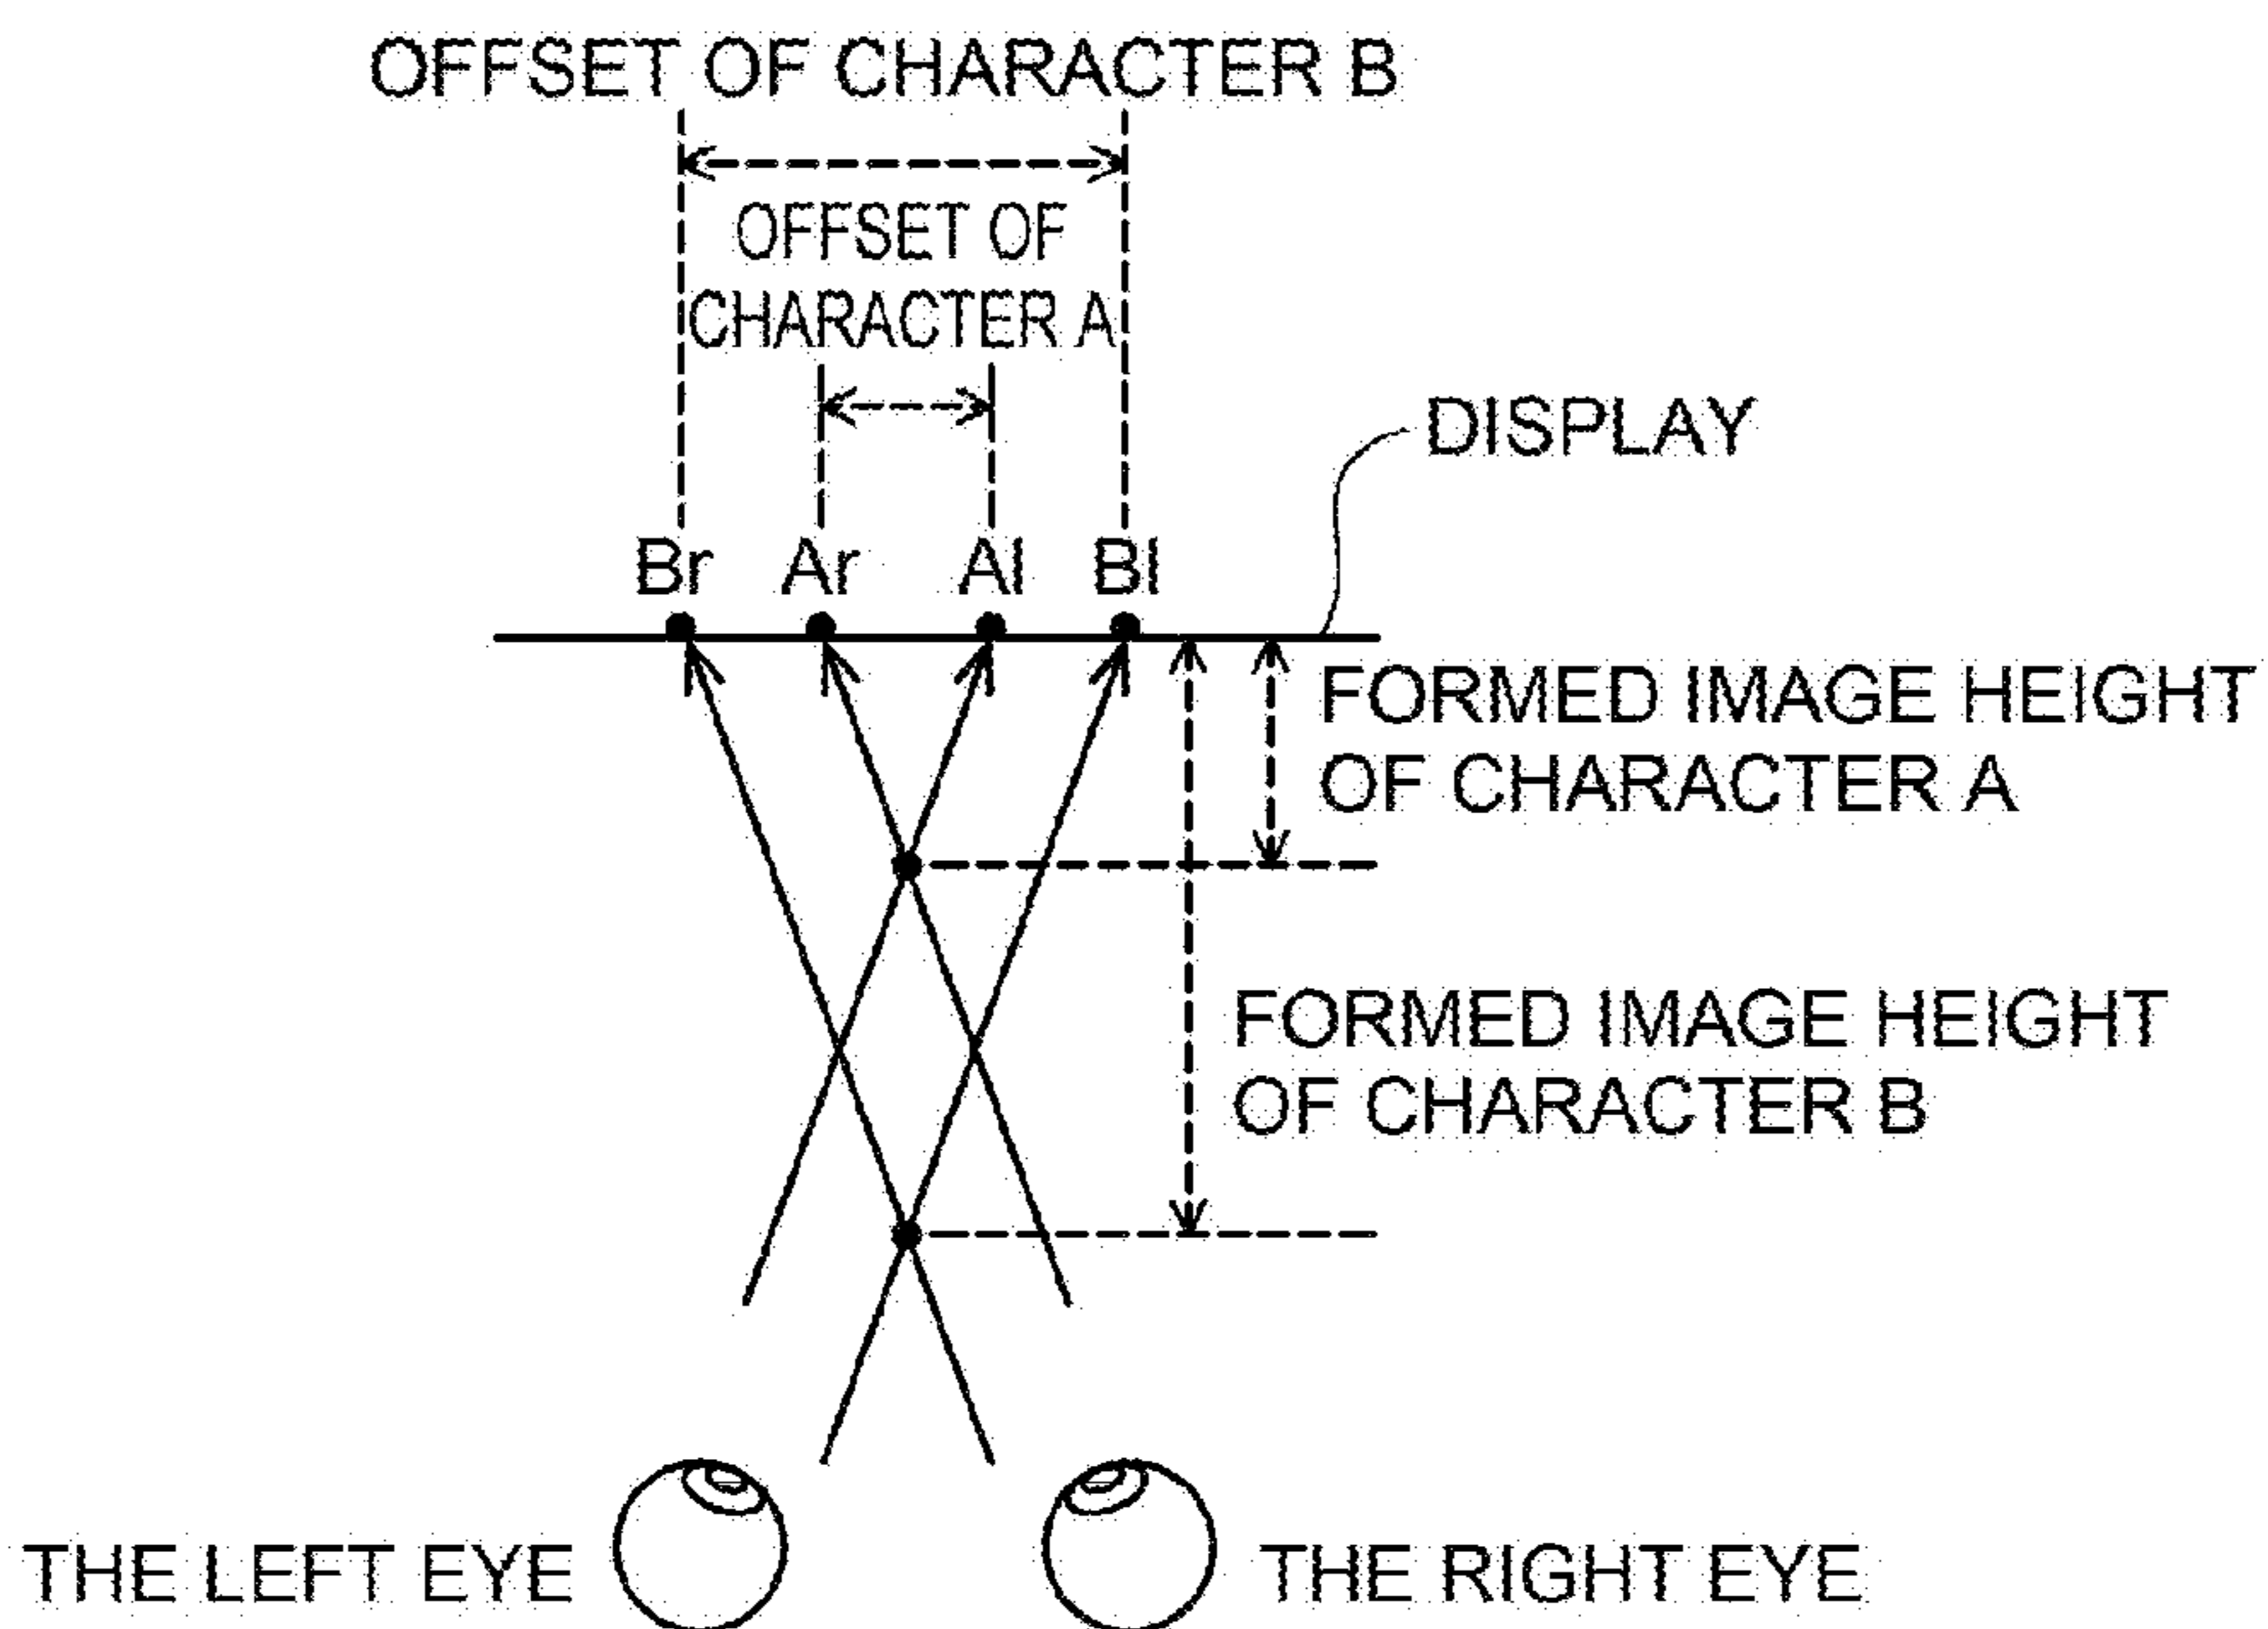 OFFSET OF CHARACTER B
OFFSET OF
CHARACTER A
DISPLAY
Br Ar Al Bl
FORMED IMAGE HEIGHT
OF CHARACTER A
FORMED IMAGE HEIGHT
OF CHARACTER B
THE LEFT EYE
THE RIGHT EYE